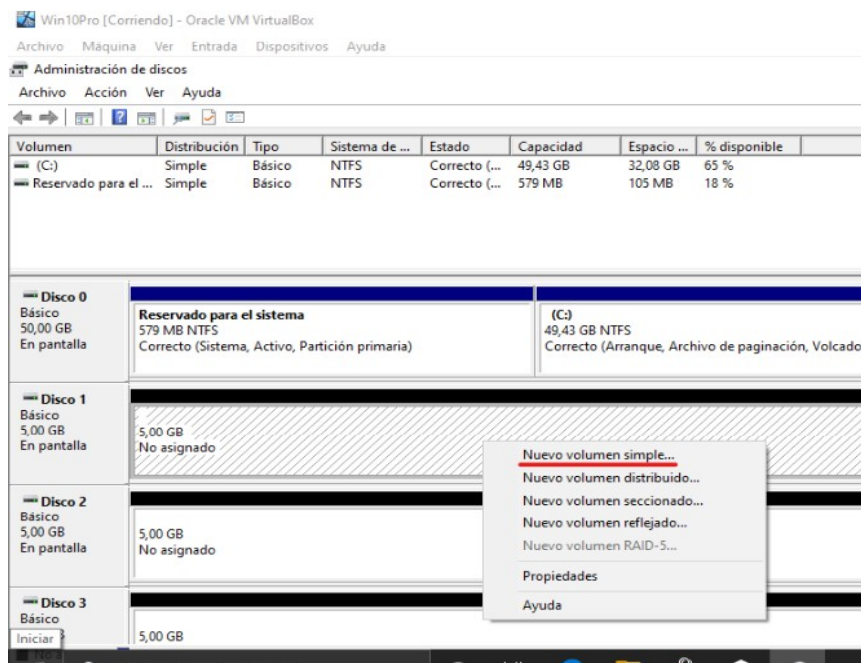 Win10Pro [Corriendo] - Oracle VM VirtualBox
Archivo Máquina Ver Entrada Dispositivos Ayuda
Administración de discos
Archivo Acción Ver Ayuda
Volumen Distribución Tipo Sistema de ... Estado Capacidad Espacio ... % disponible
(C:) Simple Básico NTFS Correcto (... 49,43 GB 32,08 GB 65 %
Reservado para el ... Simple Básico NTFS Correcto (... 579 MB 105 MB 18 %
Disco 0
Básico
50,00 GB
En pantalla
Reservado para el sistema
579 MB NTFS
Correcto (Sistema, Activo, Partición primaria)
(C:)
49,43 GB NTFS
Correcto (Arranque, Archivo de paginación, Volcado
Disco 1
Básico
5,00 GB
En pantalla
5,00 GB
No asignado
Nuevo volumen simple...
Nuevo volumen distribuido...
Nuevo volumen seccionado...
Nuevo volumen reflejado...
Nuevo volumen RAID-5...
Propiedades
Ayuda
Disco 2
Básico
5,00 GB
En pantalla
5,00 GB
No asignado
Disco 3
Básico
Iniciar
5,00 GB